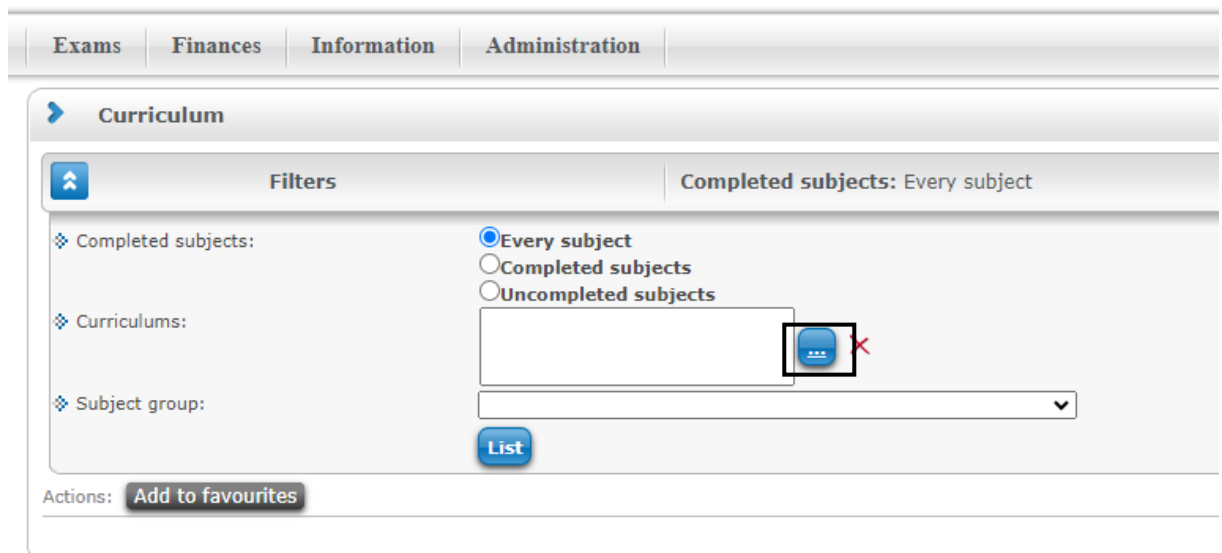 Exams Finances Information Administration
Curriculum
Filters Completed subjects: Every subject
Completed subjects: Every subject
Completed subjects
Uncompleted subjects
Curriculums: ...
Subject group:
List
Actions: Add to favourites